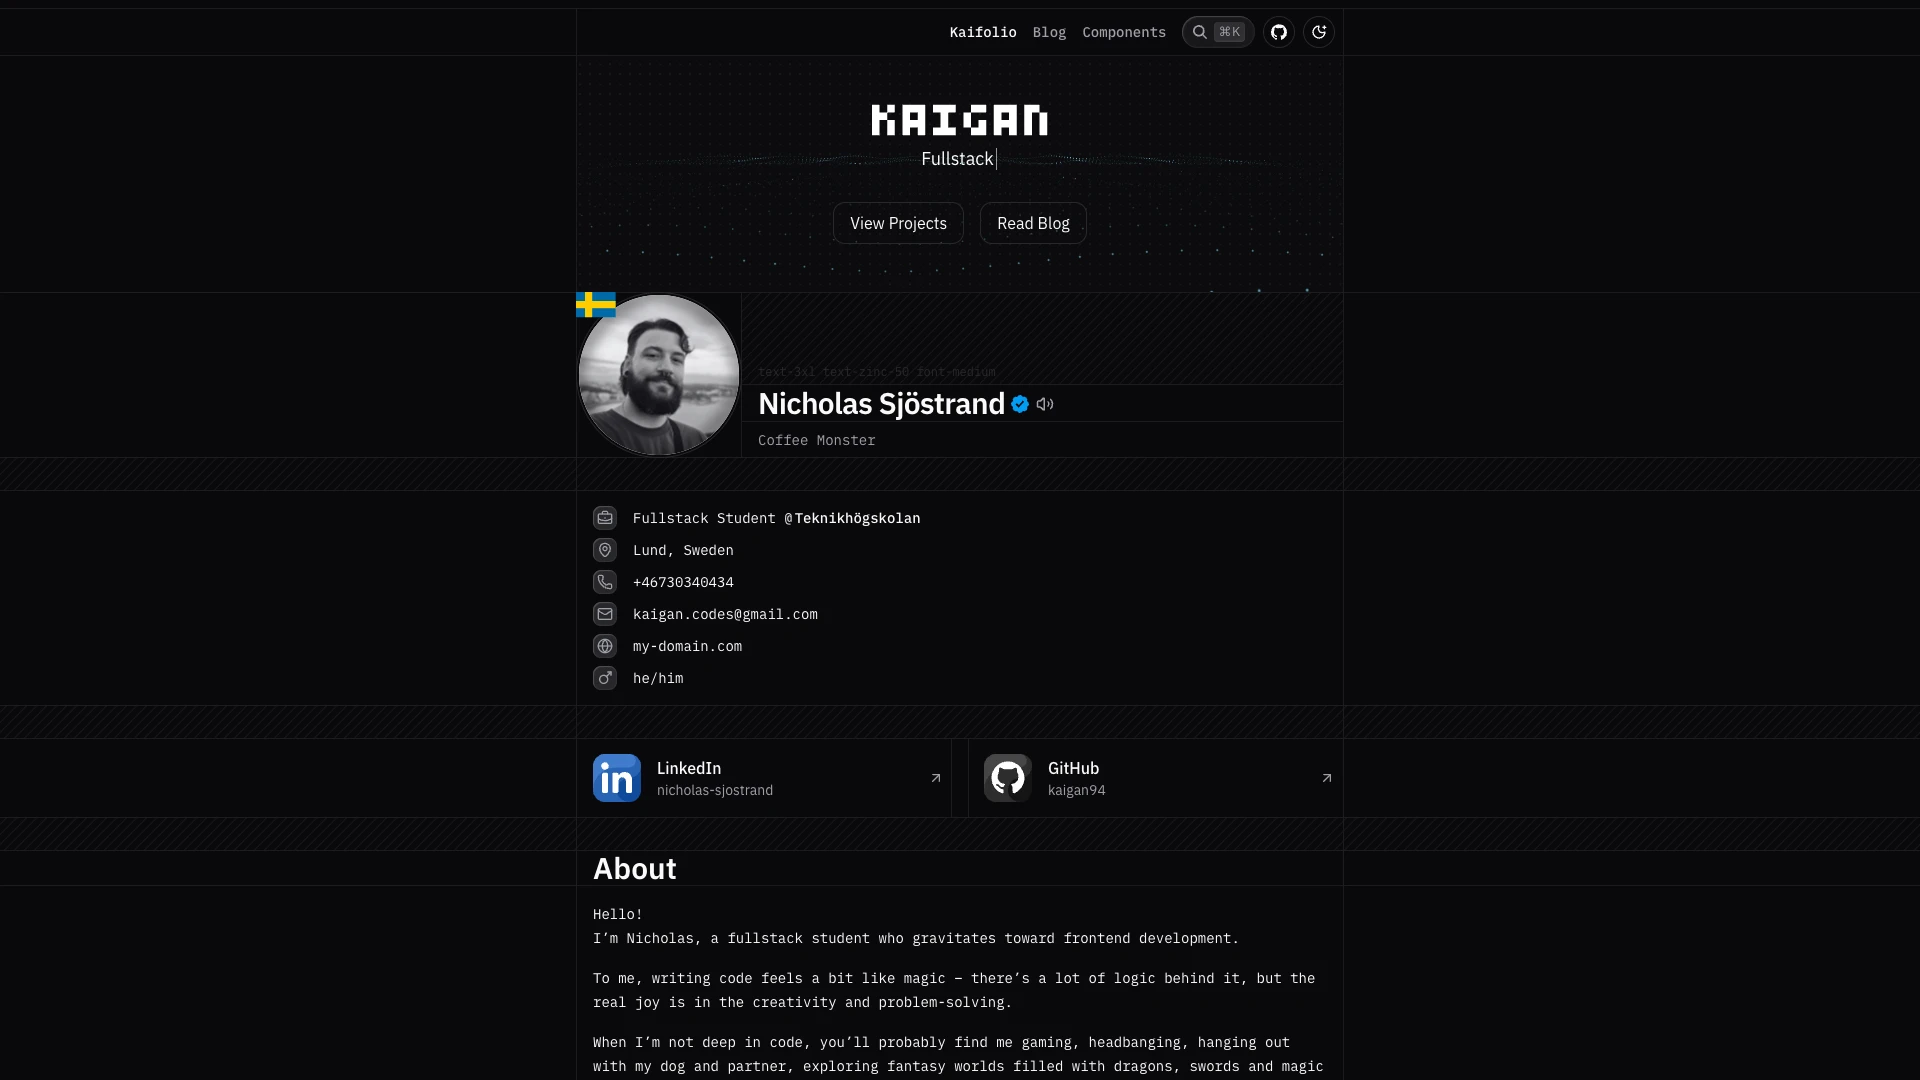 Kaifolio Blog Components ⌘K
KAIGAN
Fullstack
View Projects Read Blog
text-3xl text-zinc-50 font-medium
Nicholas Sjöstrand
Coffee Monster
Fullstack Student @Teknikhögskolan
Lund, Sweden
+46730340434
kaigan.codes@gmail.com
my-domain.com
he/him
LinkedIn
nicholas-sjostrand
GitHub
kaigan94
About
Hello!
I’m Nicholas, a fullstack student who gravitates toward frontend development.
To me, writing code feels a bit like magic – there’s a lot of logic behind it, but the
real joy is in the creativity and problem-solving.
When I’m not deep in code, you’ll probably find me gaming, headbanging, hanging out
with my dog and partner, exploring fantasy worlds filled with dragons, swords and magic